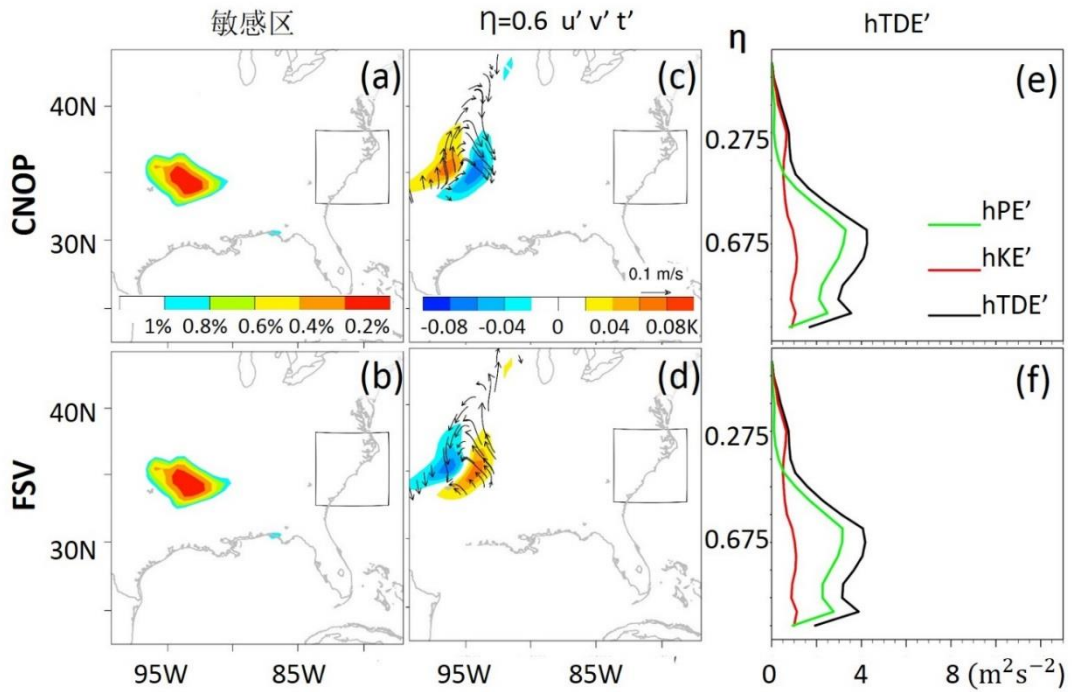 敏感区
η=0.6 u’ v’ t’
hTDE’
CNOP
40N
30N
(a)
1% 0.8% 0.6% 0.4% 0.2%
(c)
0.1 m/s
-0.08 -0.04 0 0.04 0.08K
η
(e)
0.275
0.675
hPE’
hKE’
hTDE’
FSV
40N
30N
(b)
(d)
(f)
0.275
0.675
95W 85W
95W 85W
0 4 8 (m²s⁻²)